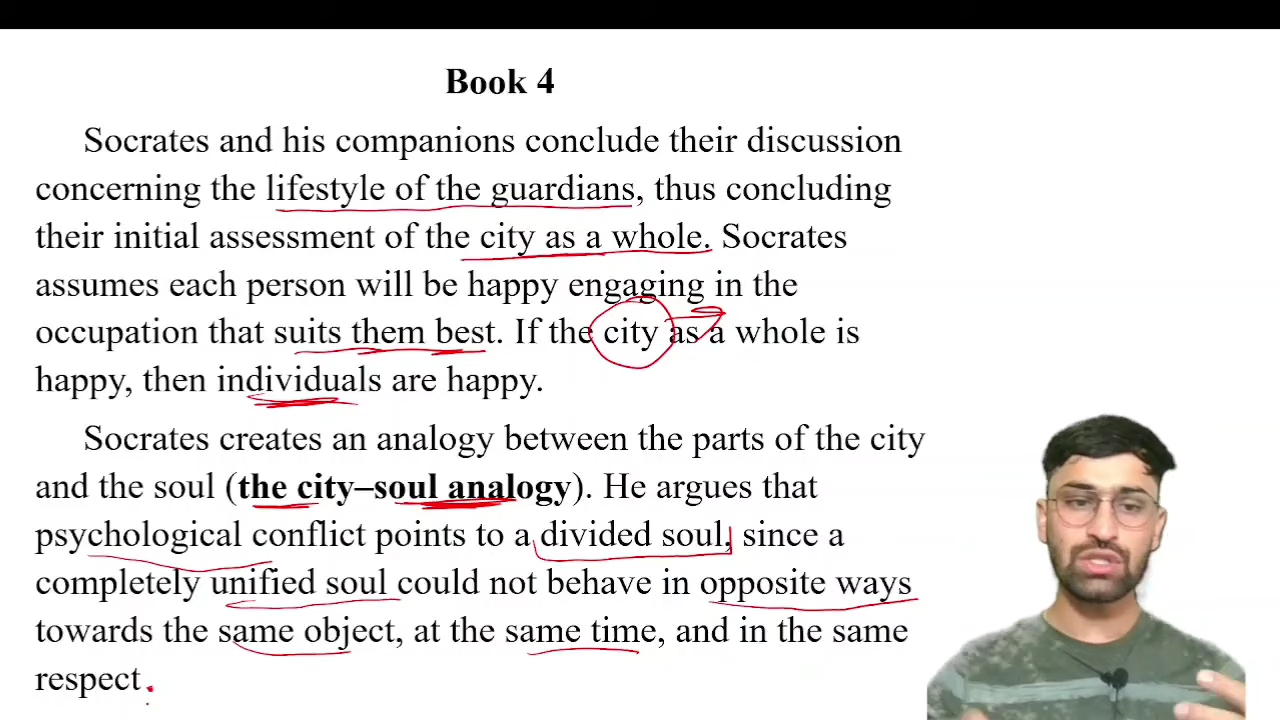 Book 4
Socrates and his companions conclude their discussion
concerning the lifestyle of the guardians, thus concluding
their initial assessment of the city as a whole. Socrates
assumes each person will be happy engaging in the
occupation that suits them best. If the city as a whole is
happy, then individuals are happy.
Socrates creates an analogy between the parts of the city
and the soul (the city–soul analogy). He argues that
psychological conflict points to a divided soul, since a
completely unified soul could not behave in opposite ways
towards the same object, at the same time, and in the same
respect.